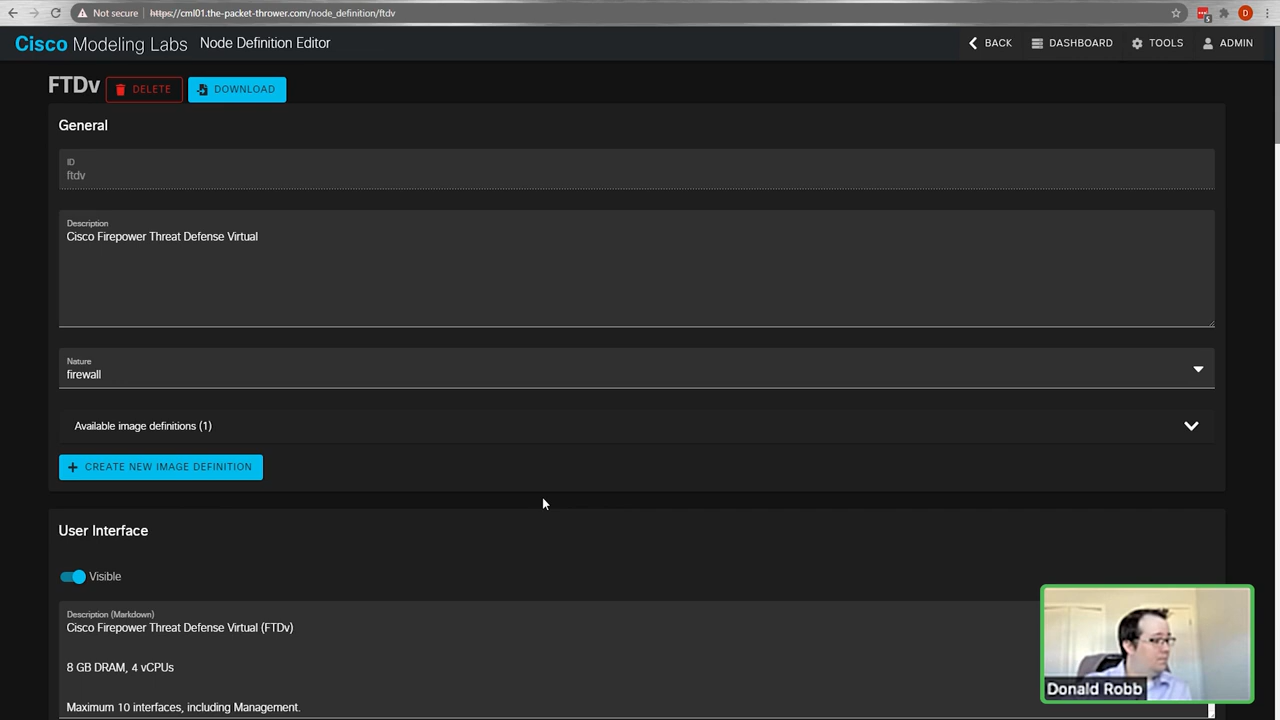 Not secure https://cml01.the-packet-thrower.com/node_definition/ftdv 5 D
Cisco Modeling Labs Node Definition Editor BACK DASHBOARD TOOLS ADMIN
FTDv DELETE DOWNLOAD
General
ID
ftdv
Description
Cisco Firepower Threat Defense Virtual
Nature
firewall
Available image definitions (1)
CREATE NEW IMAGE DEFINITION
User Interface
Visible
Description (Markdown)
Cisco Firepower Threat Defense Virtual (FTDv)
8 GB DRAM, 4 vCPUs
Maximum 10 interfaces, including Management.
Donald Robb